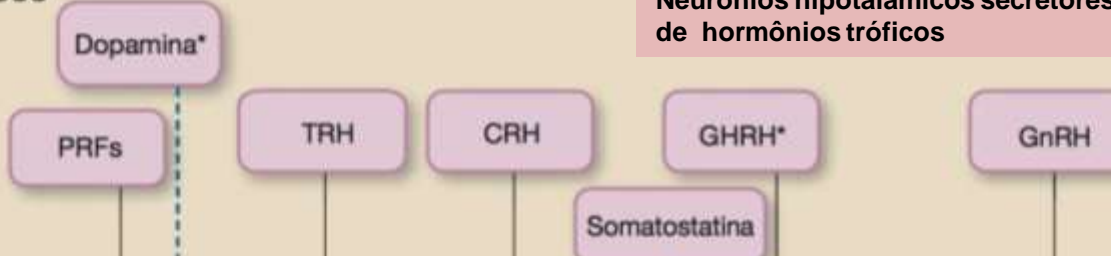 Neurônios hipotalâmicos secretores
de hormônios tróficos
Dopamina*
PRFs
TRH
CRH
GHRH*
GnRH
Somatostatina